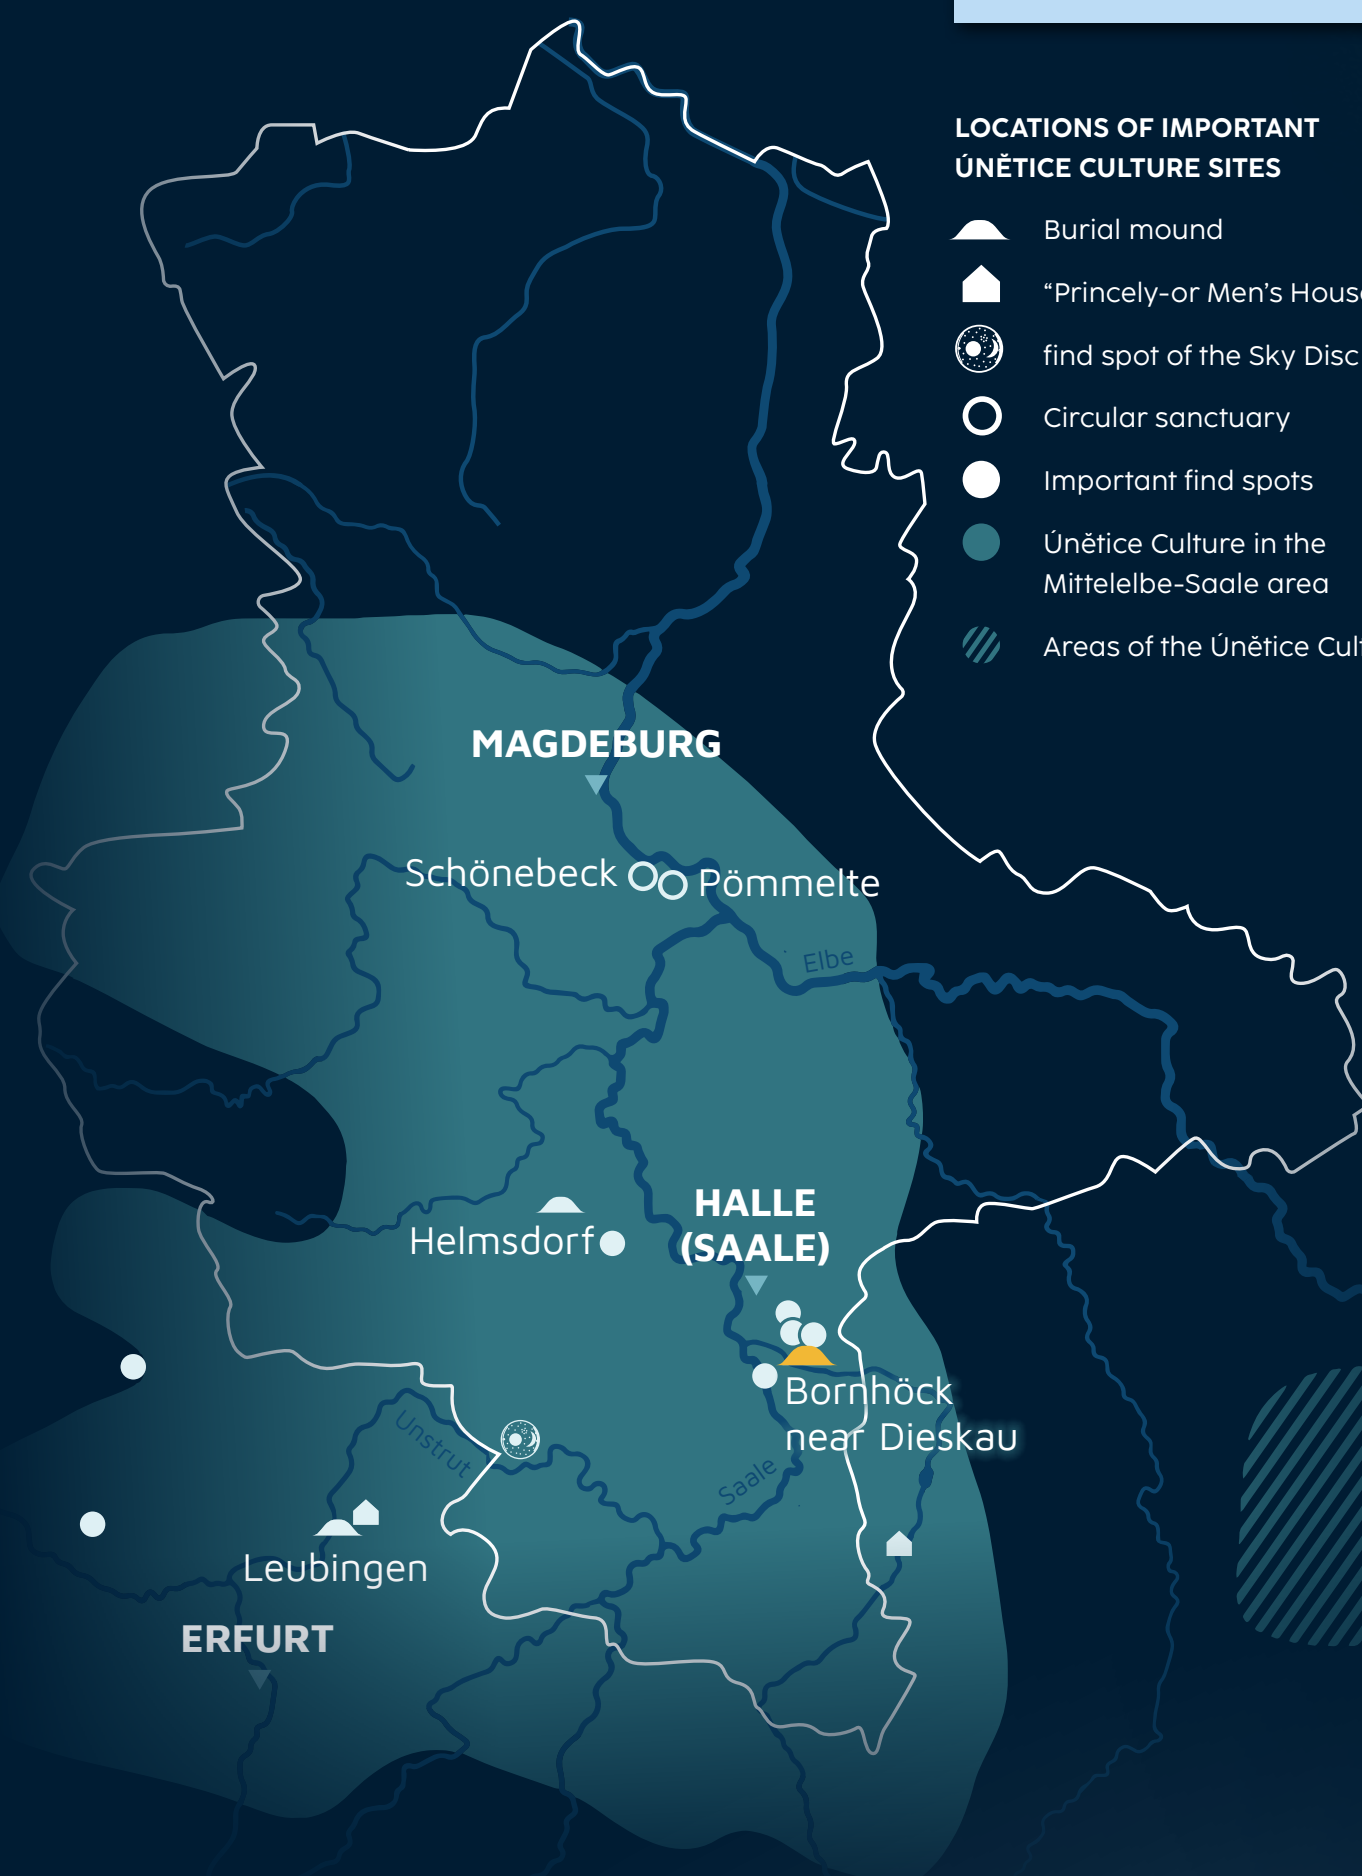 LOCATIONS OF IMPORTANT
ÚNĚTICE CULTURE SITES
Burial mound
“Princely-or Men’s
find spot of the Sky Disc
Circular sanctuary
Important find spots
Únětice Culture in the
Mittelelbe-Saale area
Areas of the Únětice
MAGDEBURG
Schönebeck
Pömmelte
Elbe
HALLE
(SAALE)
Helmsdorf
Bornhöck
near Dieskau
Unstrut
Saale
Leubingen
ERFURT